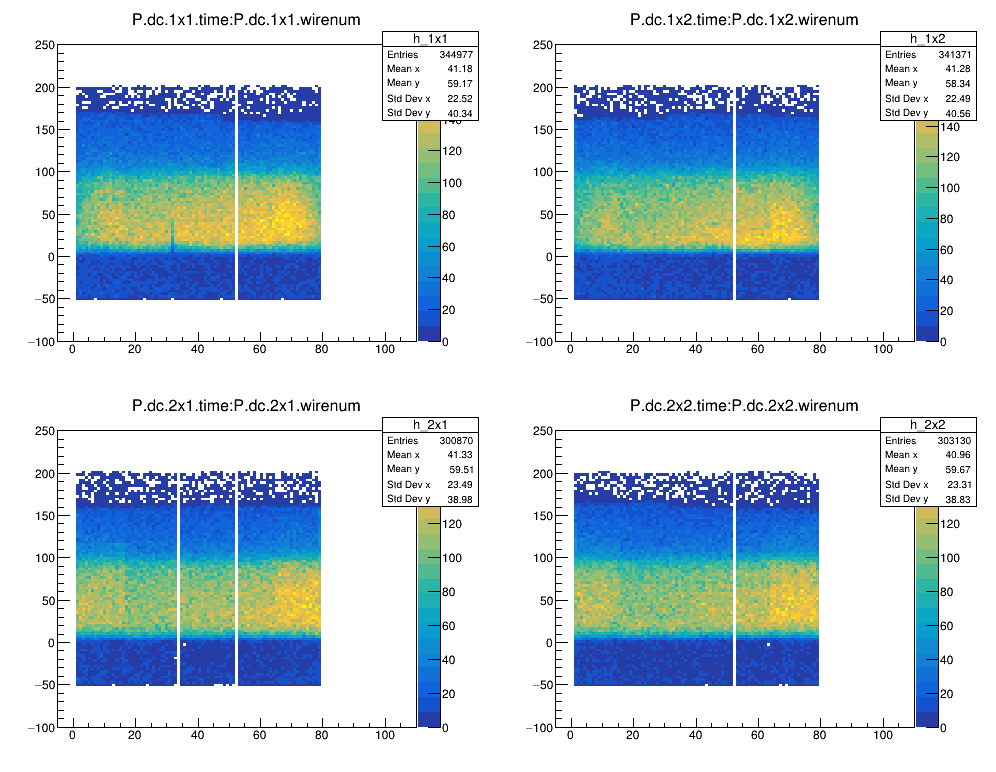 P.dc.1x1.time:P.dc.1x1.wirenum
h_1x1
Entries 344977
Mean x 41.18
Mean y 59.17
Std Dev x 22.52
Std Dev y 40.34
250
200
150
100
50
0
−50
−100
0 20 40 60 80 100
120
100
80
60
40
20
0
P.dc.1x2.time:P.dc.1x2.wirenum
h_1x2
Entries 341371
Mean x 41.28
Mean y 58.34
Std Dev x 22.49
Std Dev y 40.56
250
200
150
100
50
0
−50
−100
0 20 40 60 80 100
140
120
100
80
60
40
20
0
P.dc.2x1.time:P.dc.2x1.wirenum
h_2x1
Entries 300870
Mean x 41.33
Mean y 59.51
Std Dev x 23.49
Std Dev y 38.98
250
200
150
100
50
0
−50
−100
0 20 40 60 80 100
120
100
80
60
40
20
0
P.dc.2x2.time:P.dc.2x2.wirenum
h_2x2
Entries 303130
Mean x 40.96
Mean y 59.67
Std Dev x 23.31
Std Dev y 38.83
250
200
150
100
50
0
−50
−100
0 20 40 60 80 100
120
100
80
60
40
20
0